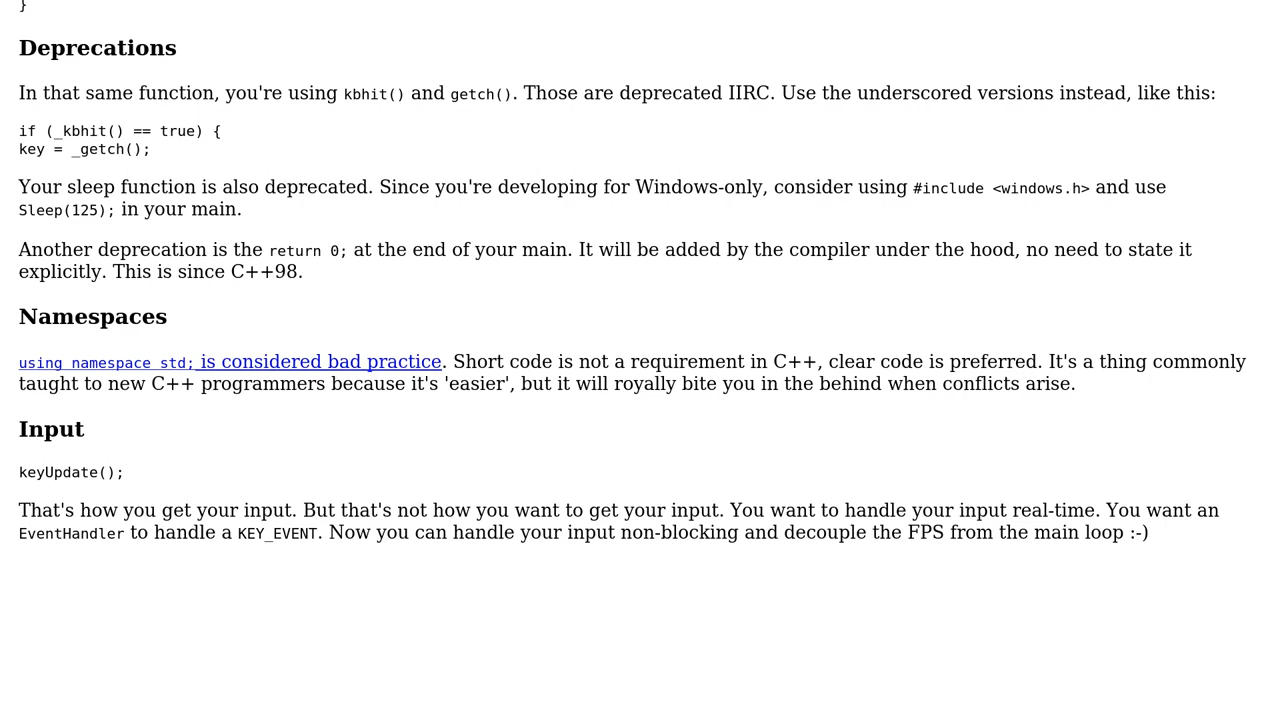 }
Deprecations
In that same function, you're using kbhit() and getch(). Those are deprecated IIRC. Use the underscored versions instead, like this:
if (_kbhit() == true) {
key = _getch();
Your sleep function is also deprecated. Since you're developing for Windows-only, consider using #include <windows.h> and use
Sleep(125); in your main.
Another deprecation is the return 0; at the end of your main. It will be added by the compiler under the hood, no need to state it
explicitly. This is since C++98.
Namespaces
using namespace std; is considered bad practice. Short code is not a requirement in C++, clear code is preferred. It's a thing commonly
taught to new C++ programmers because it's 'easier', but it will royally bite you in the behind when conflicts arise.
Input
keyUpdate();
That's how you get your input. But that's not how you want to get your input. You want to handle your input real-time. You want an
EventHandler to handle a KEY_EVENT. Now you can handle your input non-blocking and decouple the FPS from the main loop :-)